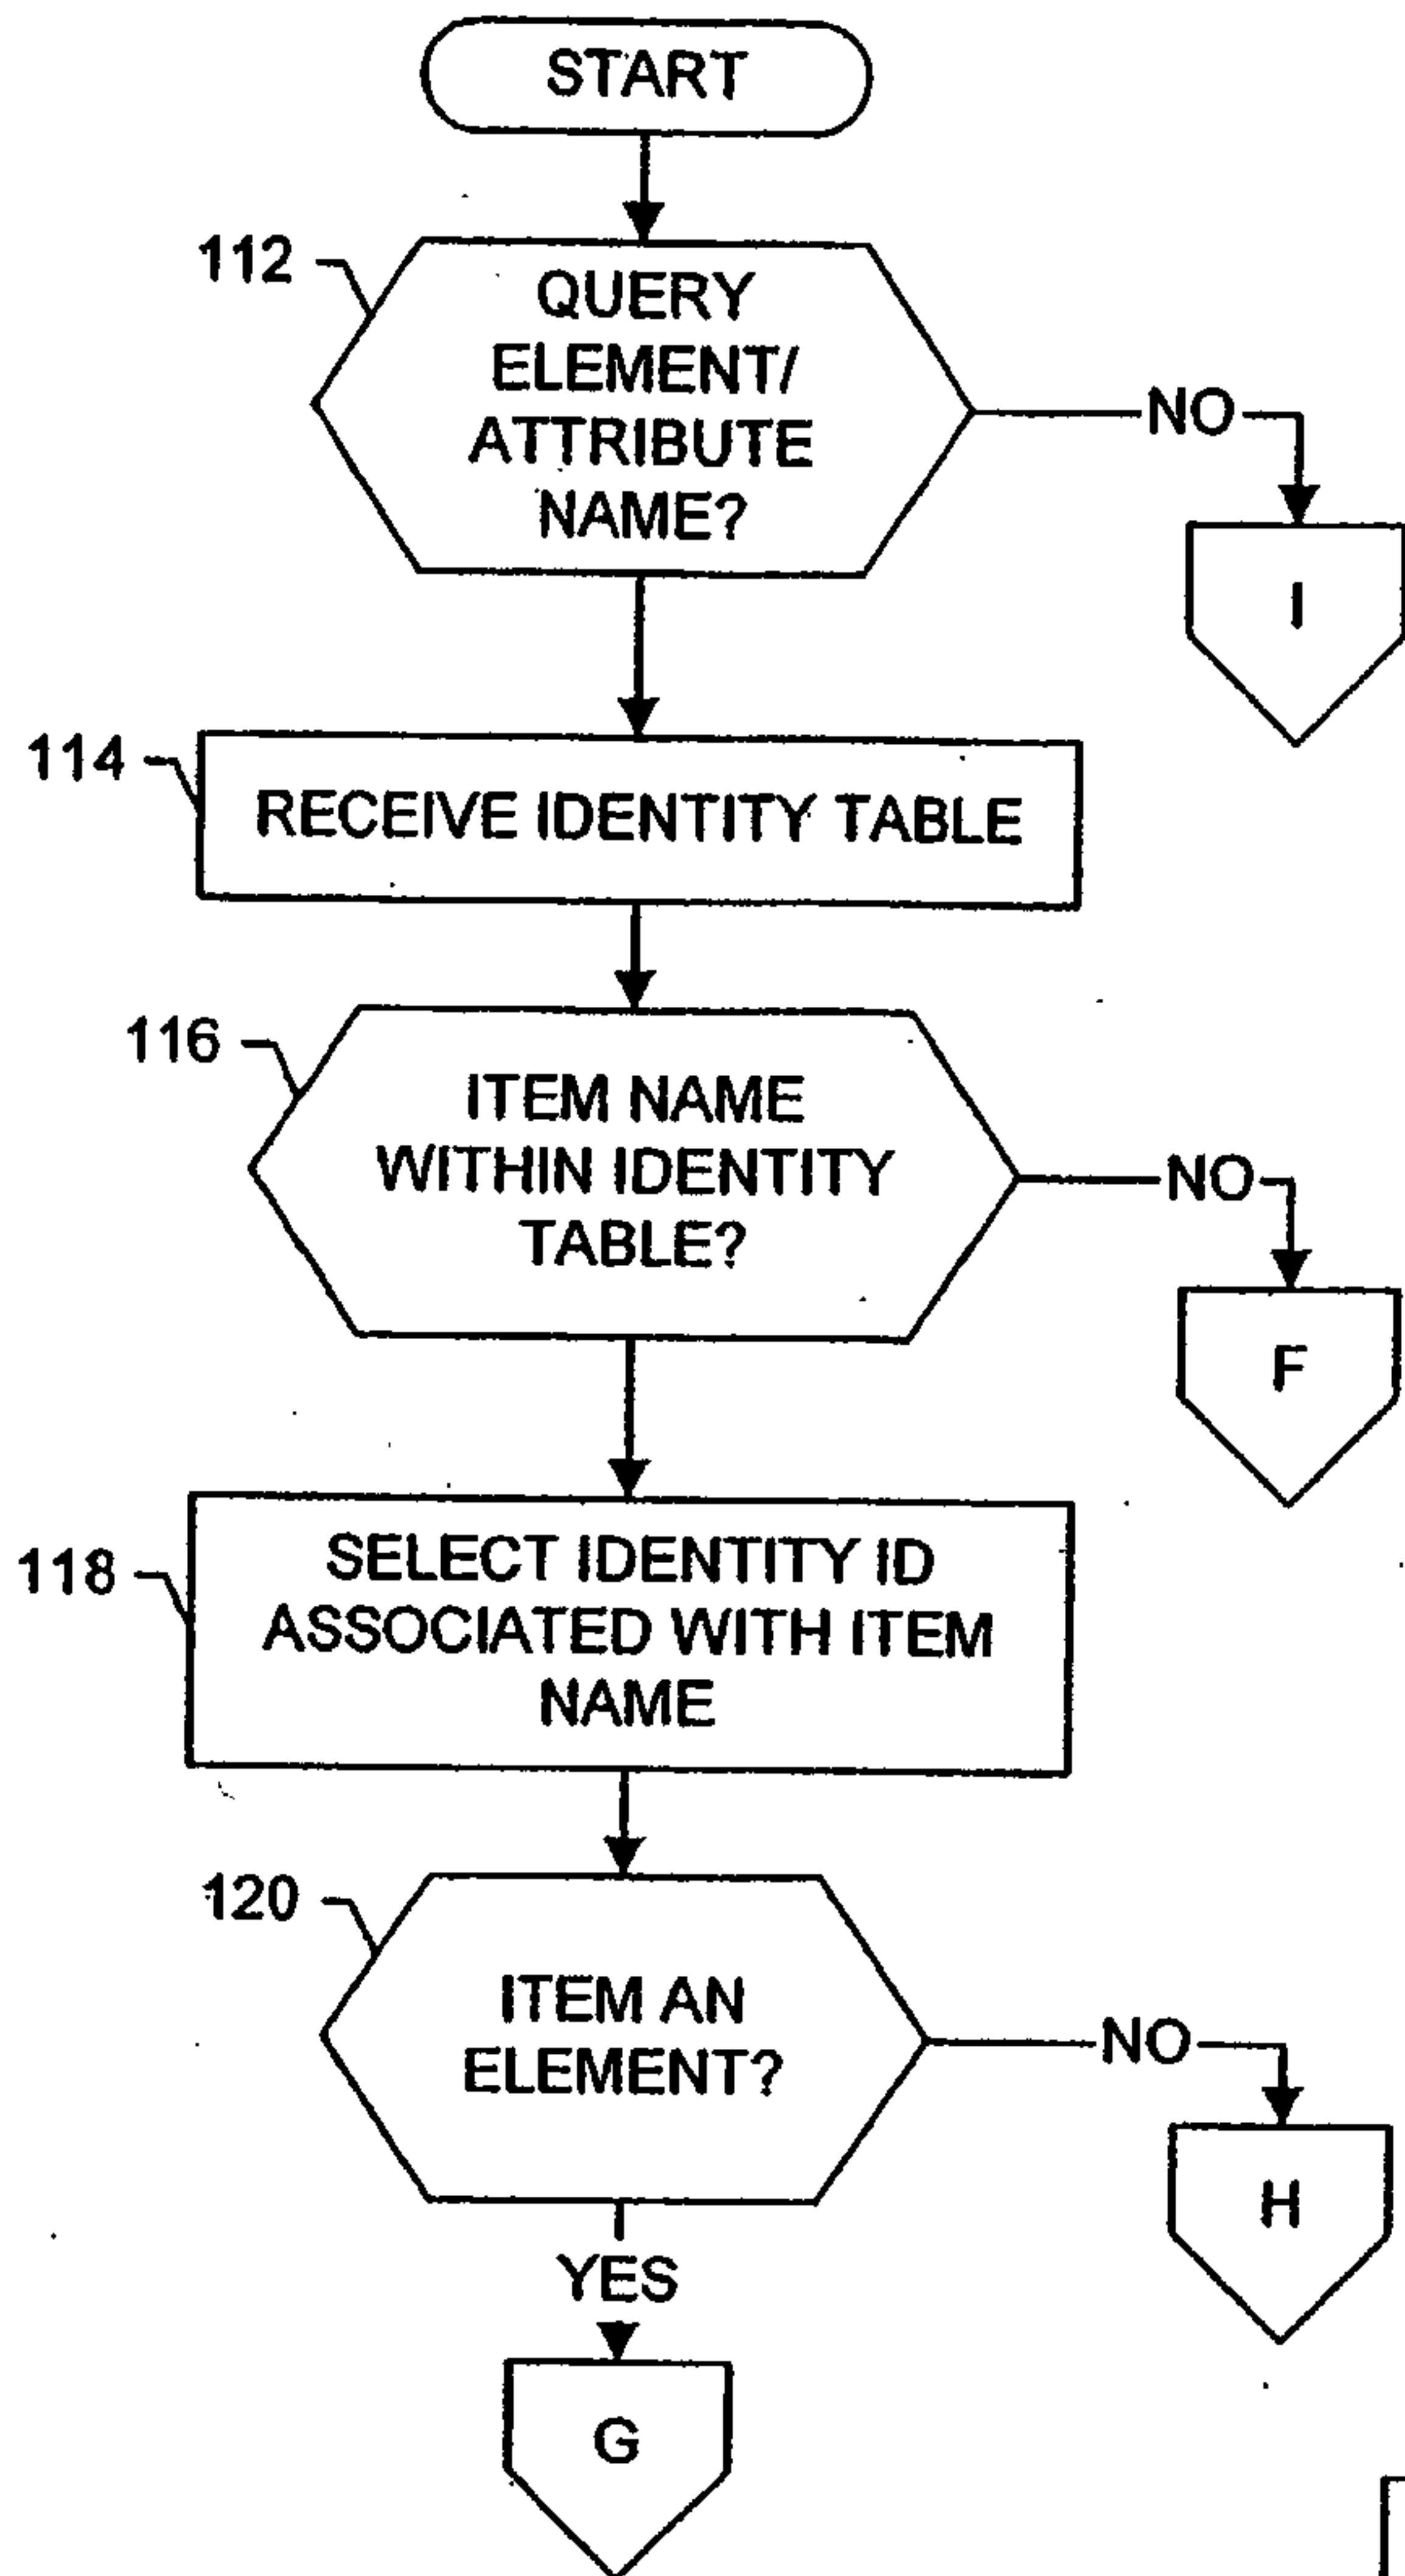 START
112
QUERY
ELEMENT/
ATTRIBUTE
NAME?
NO
I
114
RECEIVE IDENTITY TABLE
116
ITEM NAME
WITHIN IDENTITY
TABLE?
NO
F
118
SELECT IDENTITY ID
ASSOCIATED WITH ITEM
NAME
120
ITEM AN
ELEMENT?
NO
H
YES
G